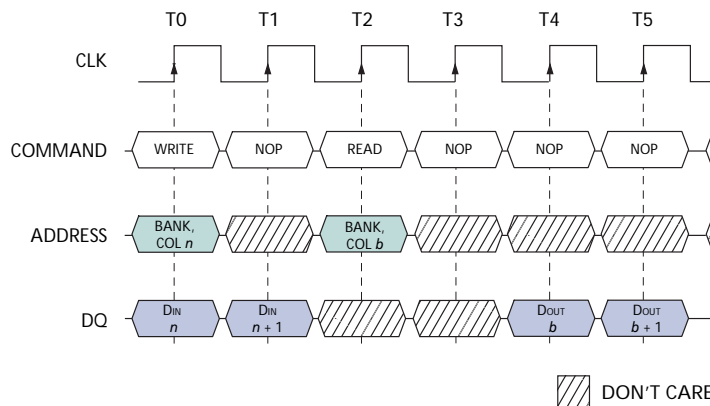 T0 T1 T2 T3 T4 T5
CLK
COMMAND WRITE NOP READ NOP NOP NOP
ADDRESS BANK, COL n BANK, COL b
DQ DIN n DIN n + 1 DOUT b DOUT b + 1
DON'T CARE